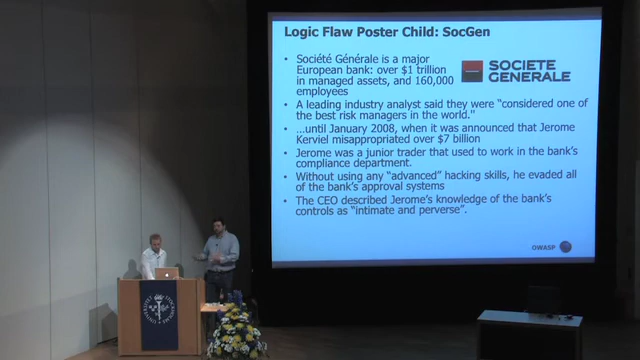 Logic Flaw Poster Child: SocGen
• Société Générale is a major
European bank: over $1 trillion
in managed assets, and 160,000
employees
SOCIETE
GENERALE
• A leading industry analyst said they were “considered one of
the best risk managers in the world."
• …until January 2008, when it was announced that Jerome
Kerviel misappropriated over $7 billion
• Jerome was a junior trader that used to work in the bank’s
compliance department.
• Without using any “advanced” hacking skills, he evaded all
of the bank’s approval systems
• The CEO described Jerome’s knowledge of the bank’s
controls as “intimate and perverse”.
OWASP